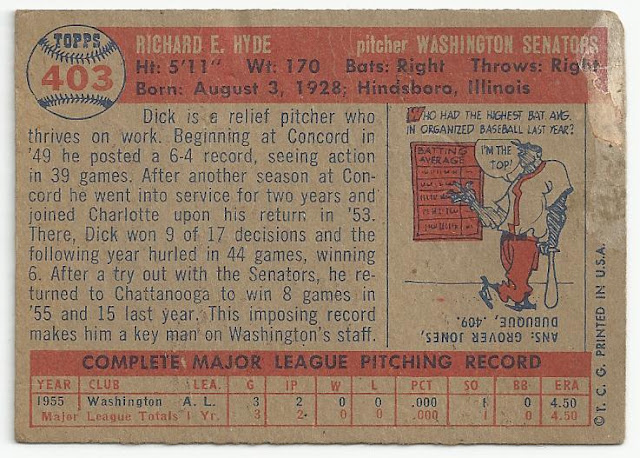 TOPPS
403
RICHARD E. HYDE pitcher WASHINGTON SENATORS
Ht: 5'11" Wt: 170 Bats: Right Throws: Right
Born: August 3, 1928; Hindsboro, Illinois
Dick is a relief pitcher who
thrives on work. Beginning at Concord in
'49 he posted a 6-4 record, seeing action
in 39 games. After another season at Con-
cord he went into service for two years and
joined Charlotte upon his return in '53.
There, Dick won 9 of 17 decisions and the
following year hurled in 44 games, winning
6. After a try out with the Senators, he re-
turned to Chattanooga to win 8 games in
'55 and 15 last year. This imposing record
makes him a key man on Washington's staff.
WHO HAD THE HIGHEST BAT. AVG.
IN ORGANIZED BASEBALL LAST YEAR?
BATTING
AVERAGE
I'M THE
TOP!
ANS: GROVER JONES,
DUBUQUE, .409.
COMPLETE MAJOR LEAGUE PITCHING RECORD
YEAR CLUB LEA. G IP W L PCT SO BB ERA
1955 Washington A. L. 3 2 0 0 .000 1 0 4.50
Major League Totals 1 Yr. 3 2 0 0 .000 1 0 4.50
© T. C. G. PRINTED IN U.S.A.